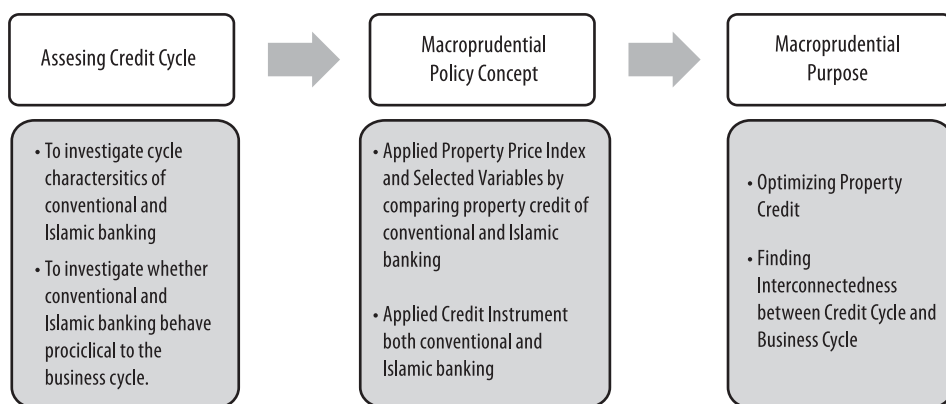 Assesing Credit Cycle
Macroprudential
Policy Concept
Macroprudential
Purpose
• To investigate cycle
charactersitics of
conventional and
Islamic banking
• To investigate whether
conventional and
Islamic banking behave
prociclical to the
business cycle.
• Applied Property Price Index
and Selected Variables by
comparing property credit of
conventional and Islamic
banking
• Applied Credit Instrument
both conventional and
Islamic banking
• Optimizing Property
Credit
• Finding
Interconnectedness
between Credit Cycle and
Business Cycle